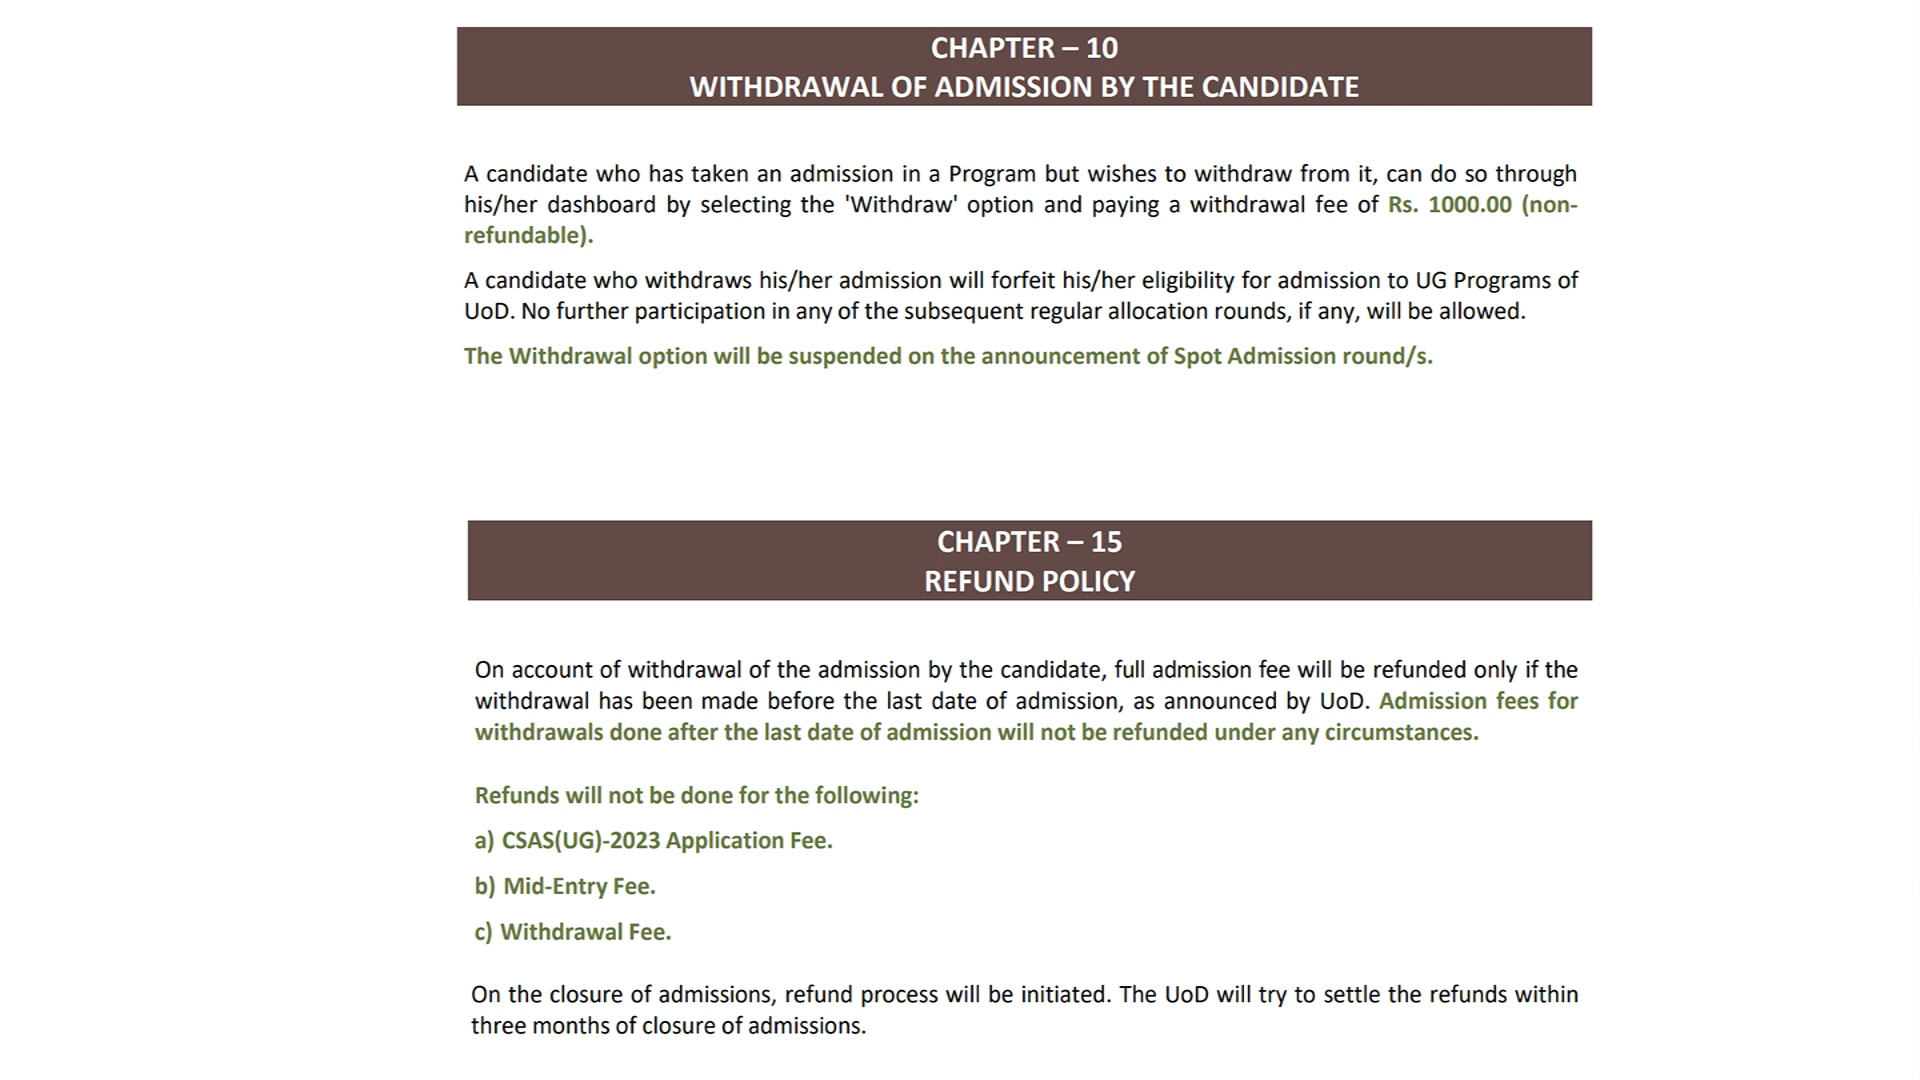 CHAPTER – 10
WITHDRAWAL OF ADMISSION BY THE CANDIDATE
A candidate who has taken an admission in a Program but wishes to withdraw from it, can do so through
his/her dashboard by selecting the 'Withdraw' option and paying a withdrawal fee of Rs. 1000.00 (non-
refundable).
A candidate who withdraws his/her admission will forfeit his/her eligibility for admission to UG Programs of
UoD. No further participation in any of the subsequent regular allocation rounds, if any, will be allowed.
The Withdrawal option will be suspended on the announcement of Spot Admission round/s.
CHAPTER – 15
REFUND POLICY
On account of withdrawal of the admission by the candidate, full admission fee will be refunded only if the
withdrawal has been made before the last date of admission, as announced by UoD. Admission fees for
withdrawals done after the last date of admission will not be refunded under any circumstances.
Refunds will not be done for the following:
a) CSAS(UG)-2023 Application Fee.
b) Mid-Entry Fee.
c) Withdrawal Fee.
On the closure of admissions, refund process will be initiated. The UoD will try to settle the refunds within
three months of closure of admissions.